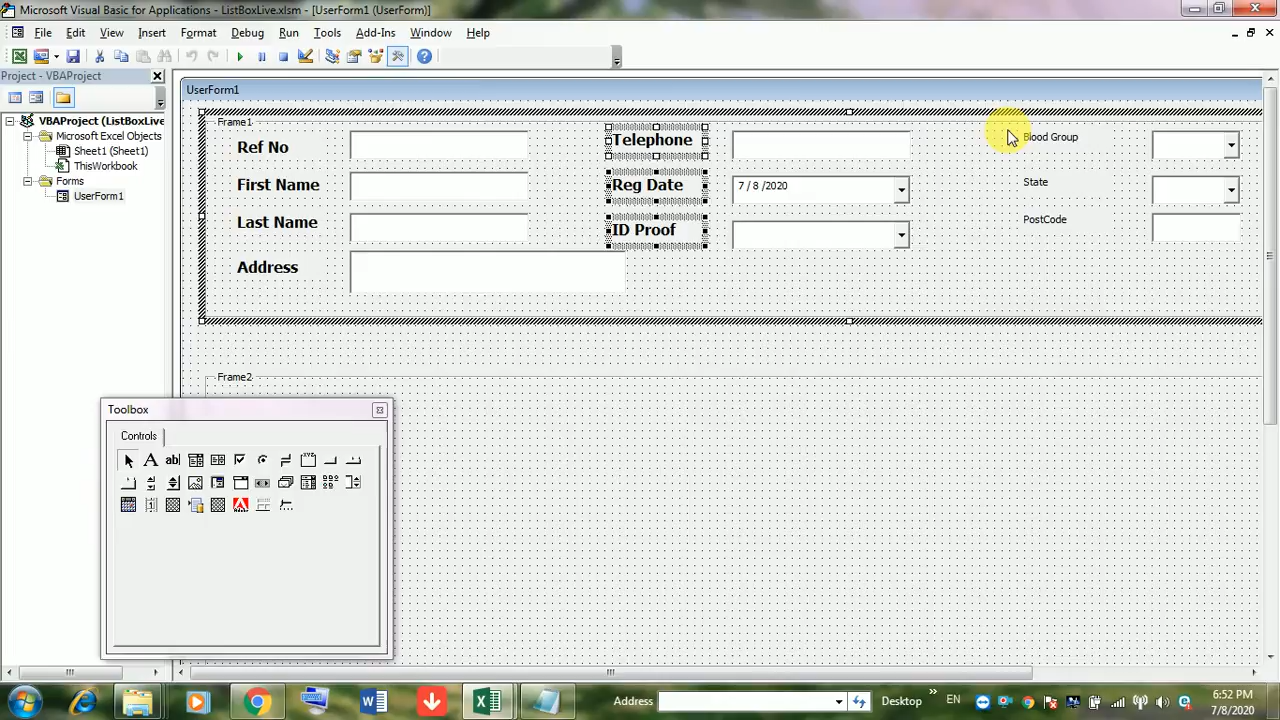 Microsoft Visual Basic for Applications - ListBoxLive.xlsm - [UserForm1 (UserForm)]
File Edit View Insert Format Debug Run Tools Add-Ins Window Help
Project - VBAProject
VBAProject (ListBoxLive
Microsoft Excel Objects
Sheet1 (Sheet1)
ThisWorkbook
Forms
UserForm1
UserForm1
Frame1
Ref No
Telephone
Blood Group
First Name
Reg Date
7 / 8 /2020
State
Last Name
ID Proof
PostCode
Address
Frame2
Toolbox
Controls
A ab|
XYZ
Address
Desktop
»
EN
6:52 PM
7/8/2020